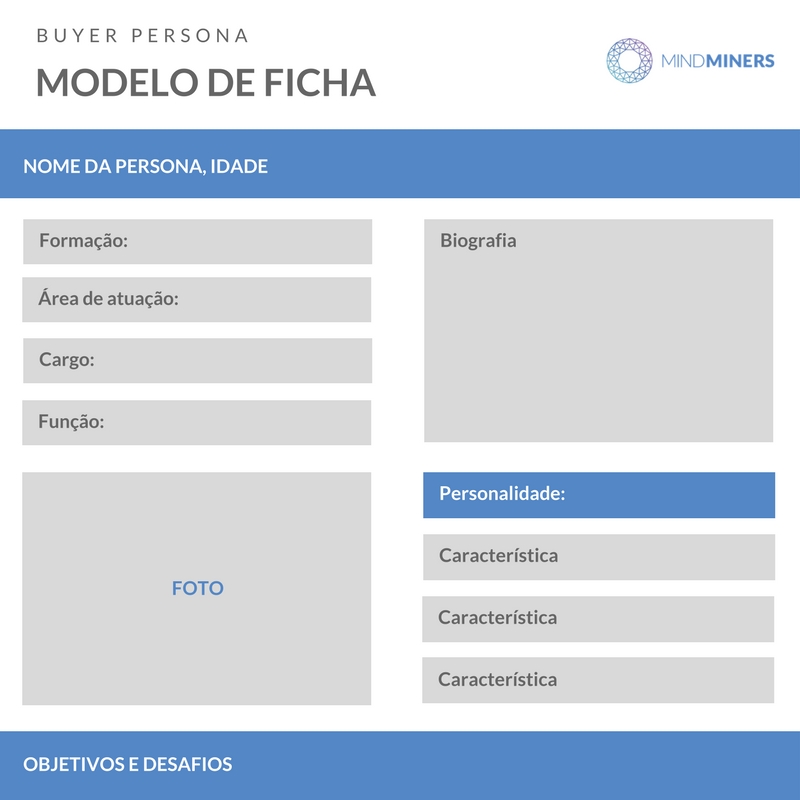 BUYER PERSONA
MODELO DE FICHA
MINDMINERS
NOME DA PERSONA, IDADE
Formação:
Área de atuação:
Cargo:
Função:
Biografia
FOTO
Personalidade:
Característica
Característica
Característica
OBJETIVOS E DESAFIOS